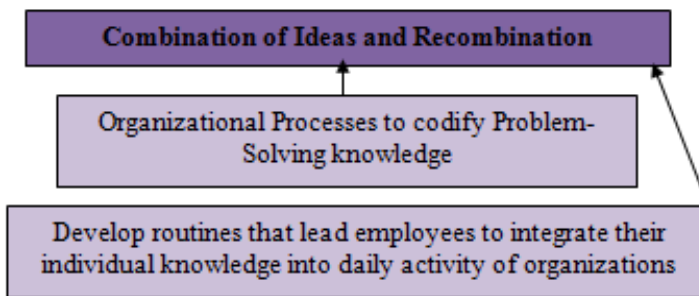 Combination of Ideas and Recombination
Organizational Processes to codify Problem-
Solving knowledge
Develop routines that lead employees to integrate their
individual knowledge into daily activity of organizations